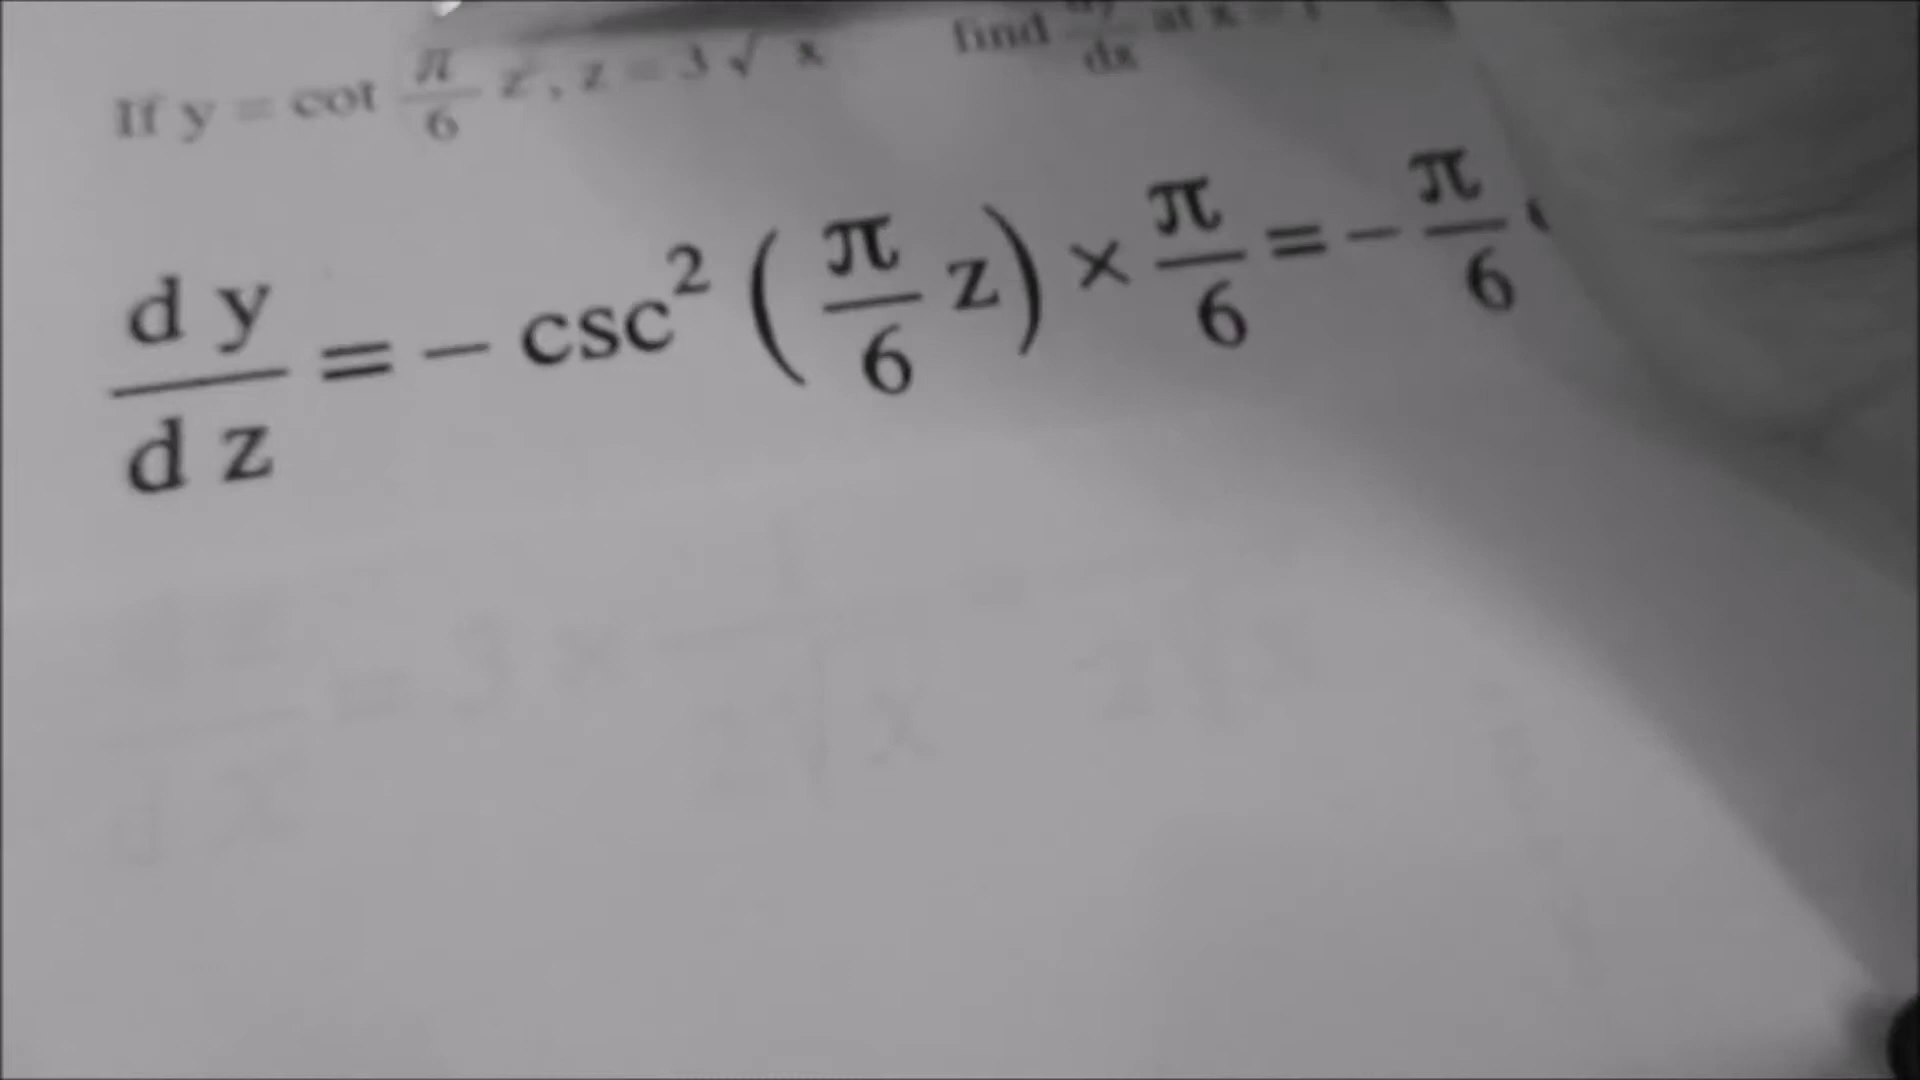 If y = cot π/6 z, z = 3√x find dy/dx at x = 1
dy/dz = - csc² (π/6 z) × π/6 = - π/6